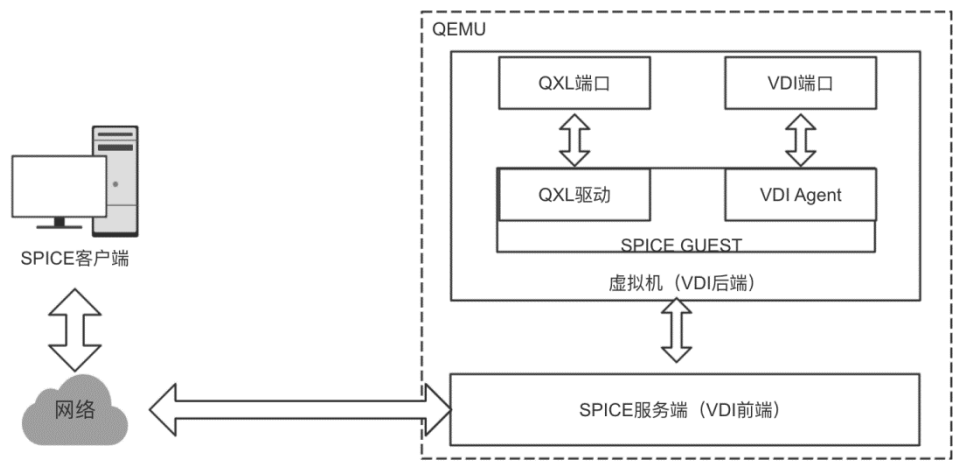 QEMU
QXL端口
VDI端口
QXL驱动
VDI Agent
SPICE GUEST
虚拟机（VDI后端）
SPICE客户端
网络
SPICE服务端（VDI前端）